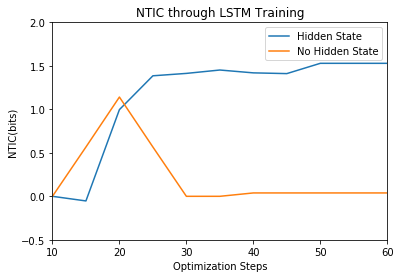 NTIC through LSTM Training
Hidden State
No Hidden State
NTIC(bits)
2.0
1.5
1.0
0.5
0.0
−0.5
10 20 30 40 50 60
Optimization Steps